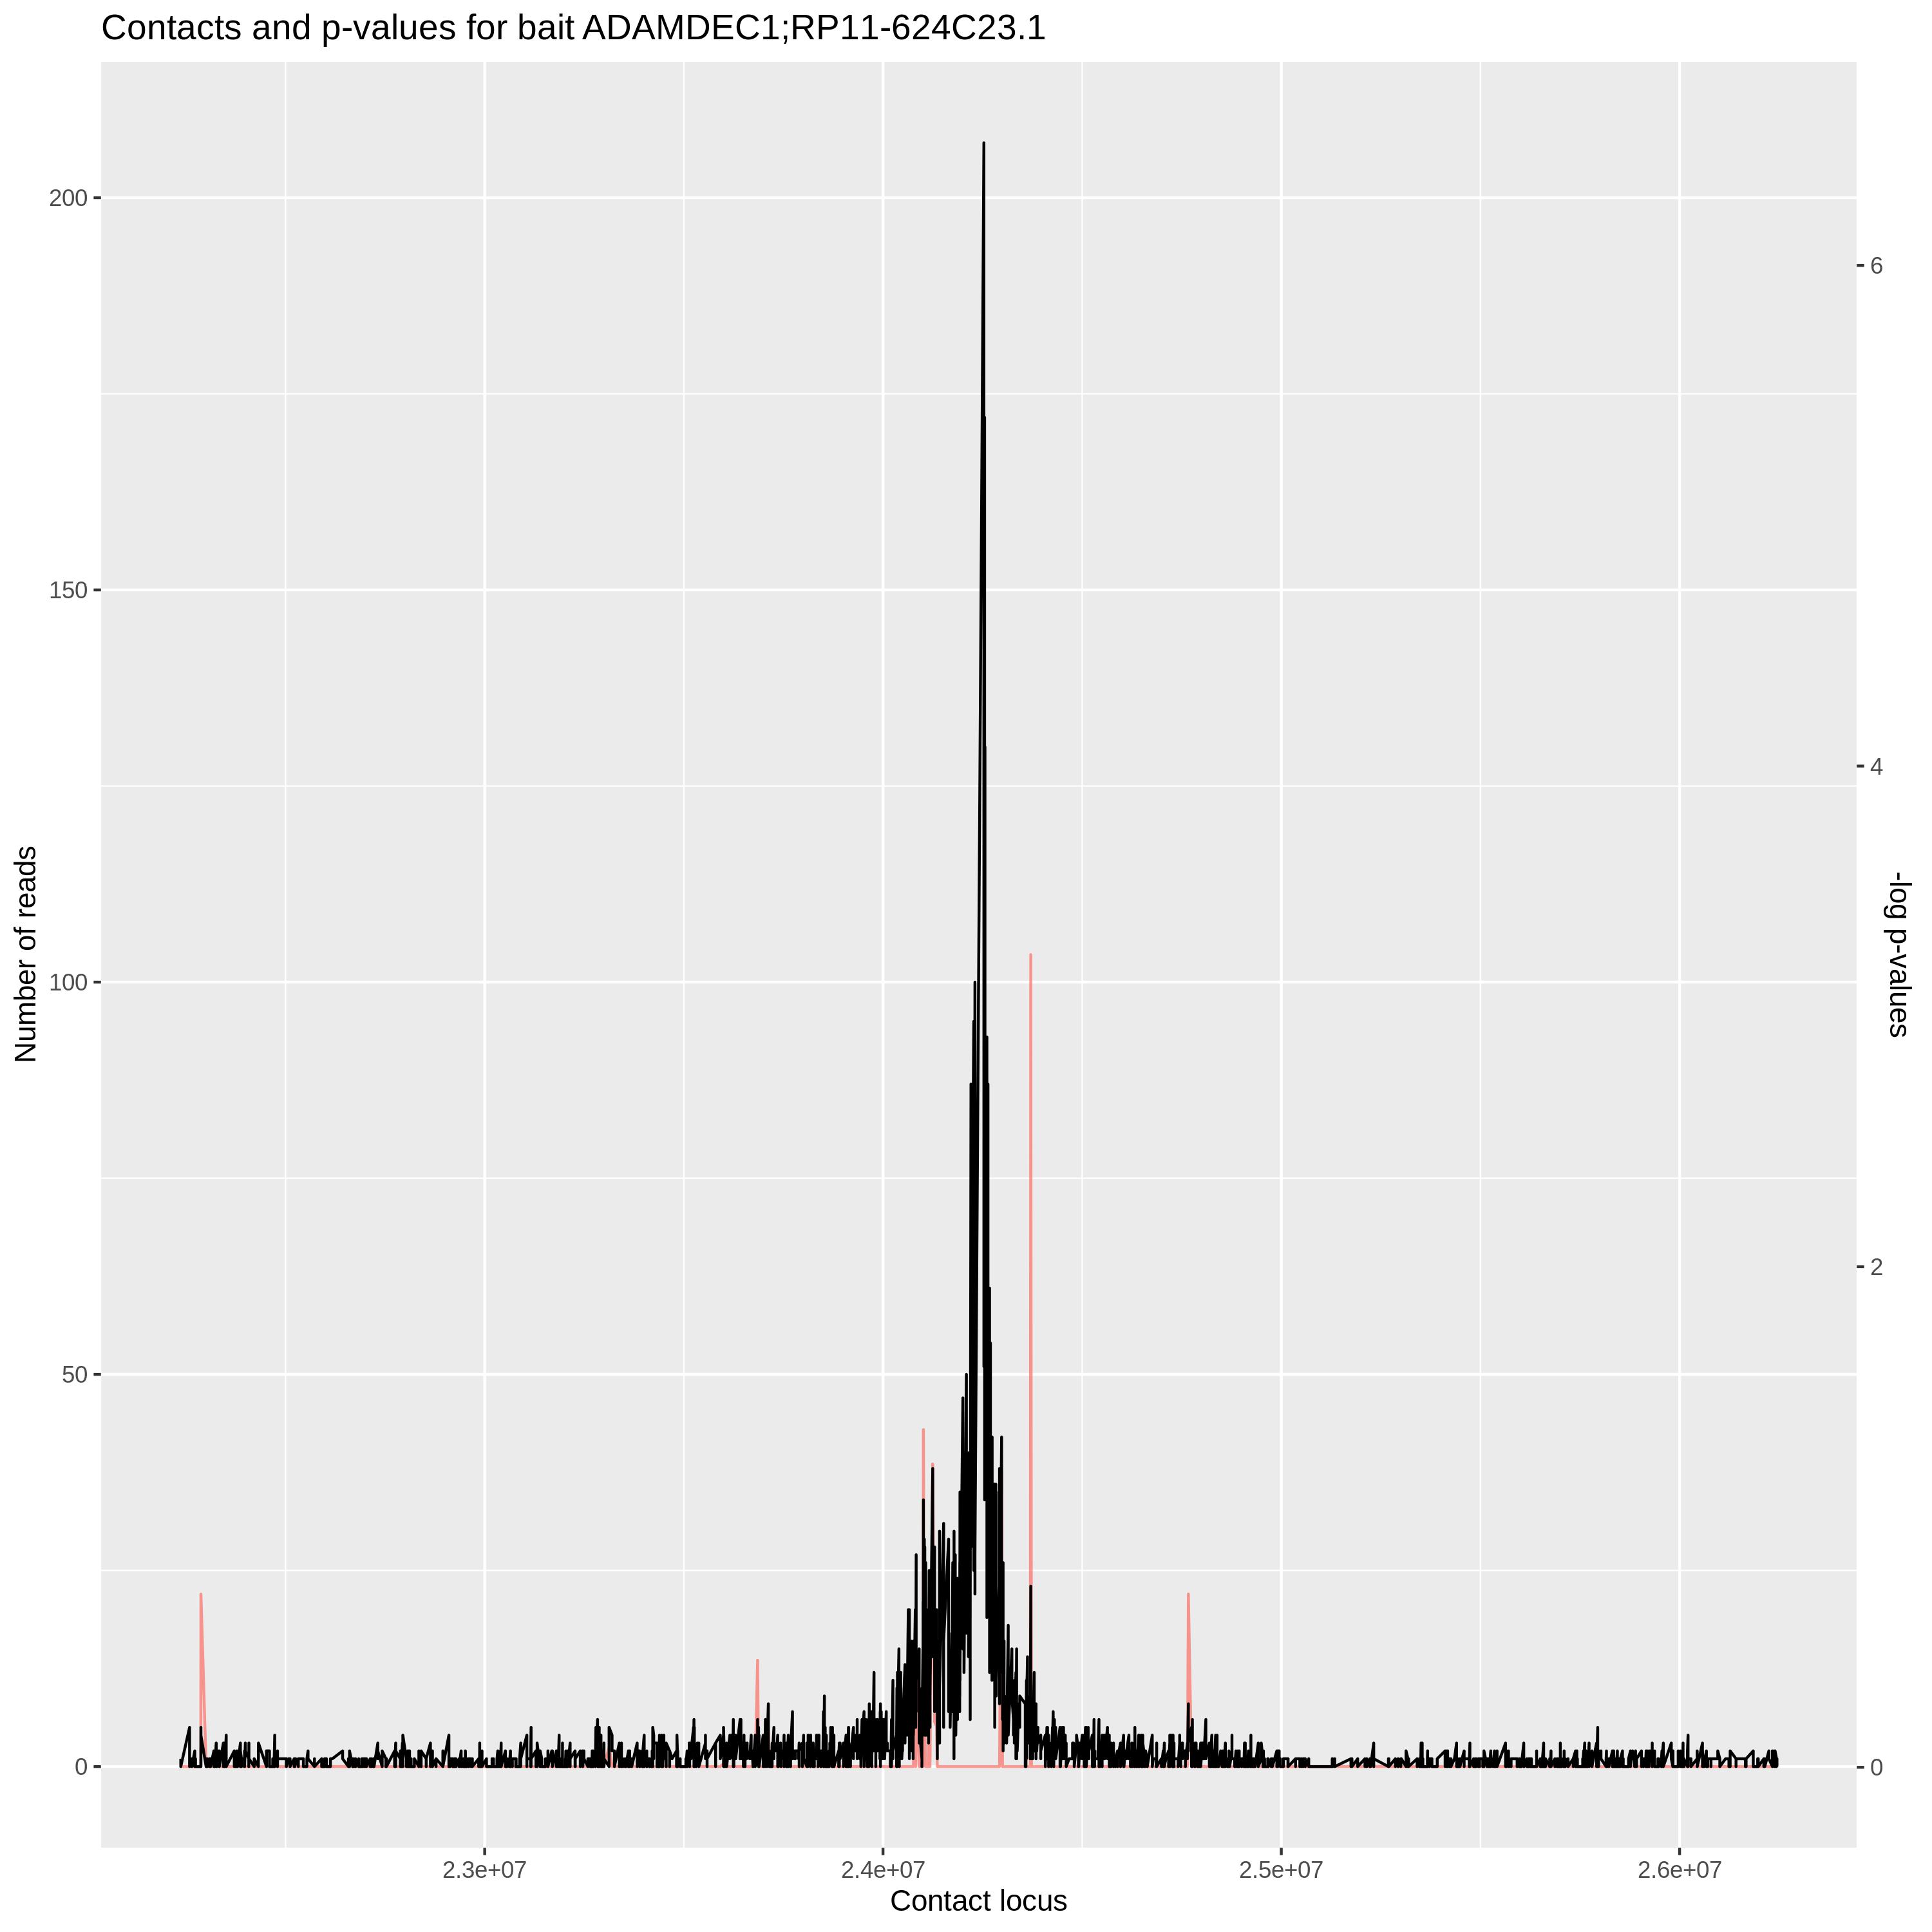 Contacts and p-values for bait ADAMDEC1;RP11-624C23.1
Number of reads
200
150
100
50
0
6
4
2
0
-log p-values
2.3e+07 2.4e+07 2.5e+07 2.6e+07
Contact locus